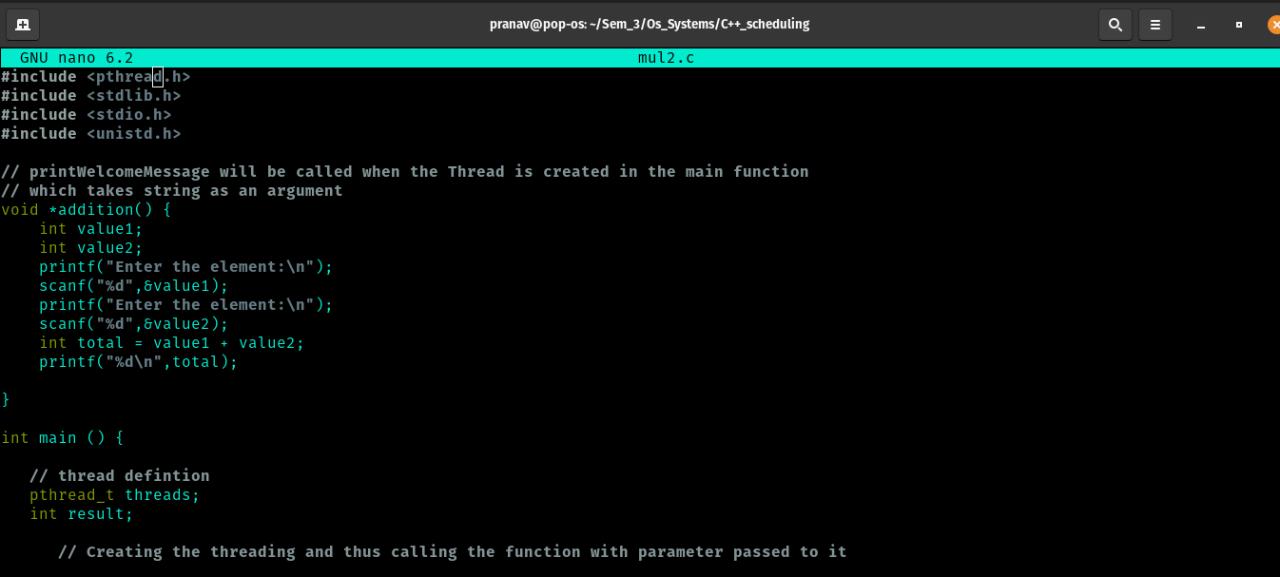 pranav@pop-os: ~/Sem_3/Os_Systems/C++_scheduling
GNU nano 6.2 mul2.c
#include <pthread.h>
#include <stdlib.h>
#include <stdio.h>
#include <unistd.h>
// printWelcomeMessage will be called when the Thread is created in the main function
// which takes string as an argument
void *addition() {
    int value1;
    int value2;
    printf("Enter the element:\n");
    scanf("%d",&value1);
    printf("Enter the element:\n");
    scanf("%d",&value2);
    int total = value1 + value2;
    printf("%d\n",total);
}
int main () {
   // thread defintion
   pthread_t threads;
   int result;
      // Creating the threading and thus calling the function with parameter passed to it